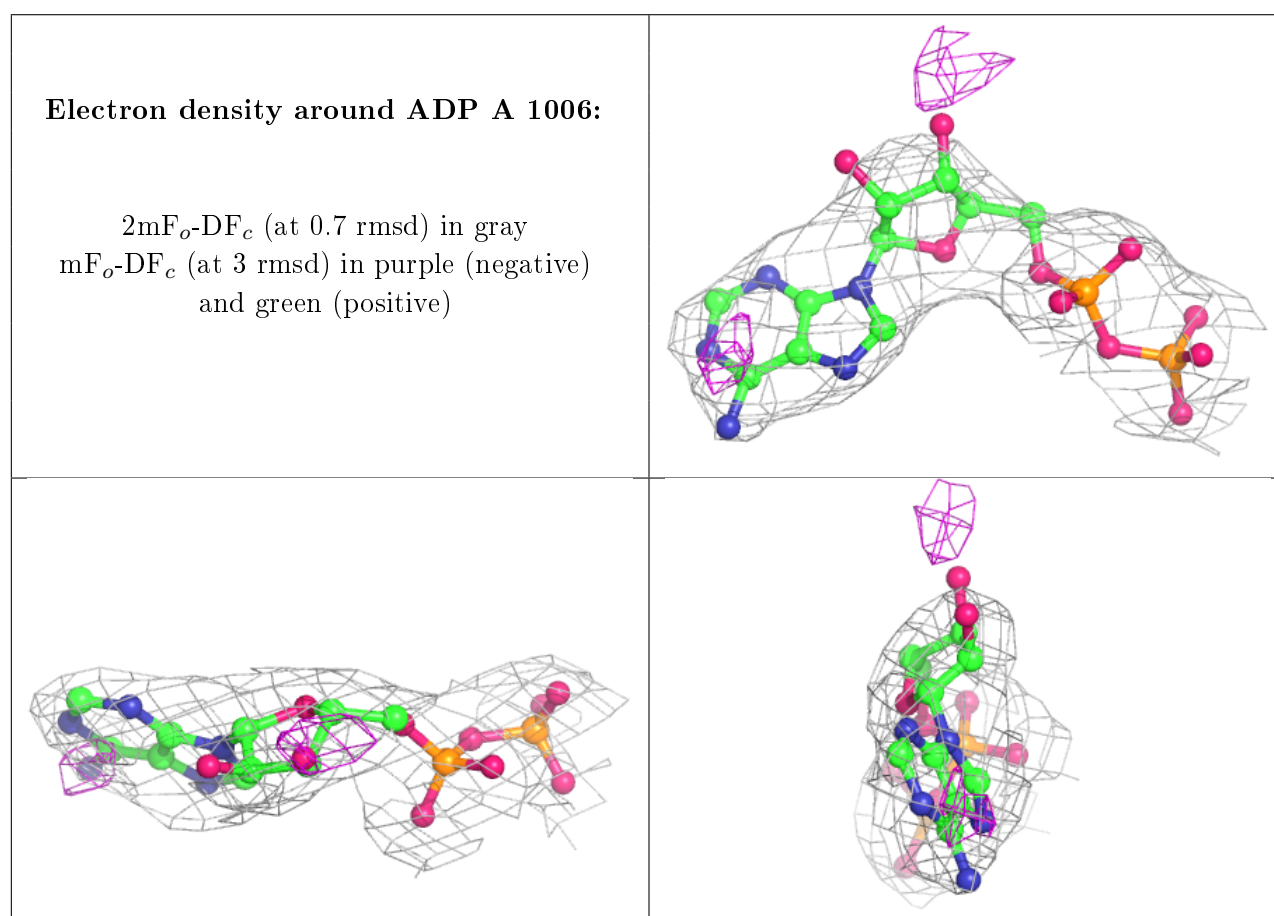 Electron density around ADP A 1006:
2mFo-DFc (at 0.7 rmsd) in gray
mFo-DFc (at 3 rmsd) in purple (negative)
and green (positive)